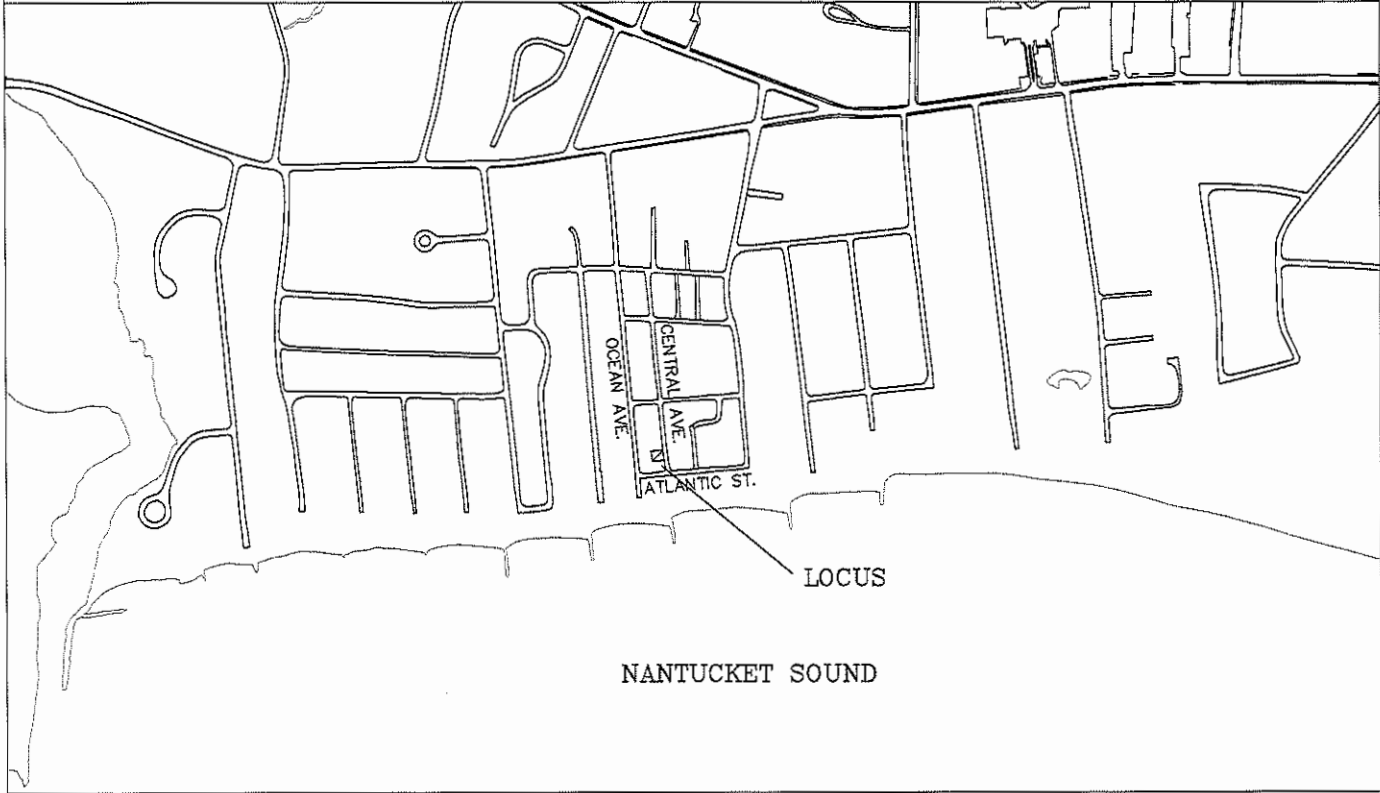 OCEAN AVE.
CENTRAL AVE.
ATLANTIC ST.
LOCUS
NANTUCKET SOUND